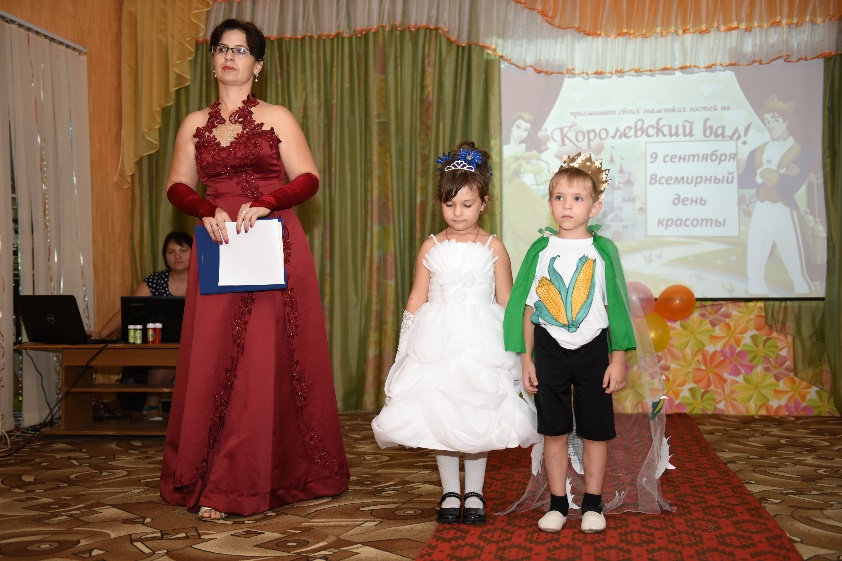 приглашает своих маленьких гостей на
Королевский бал!
9 сентября
Всемирный
день
красоты